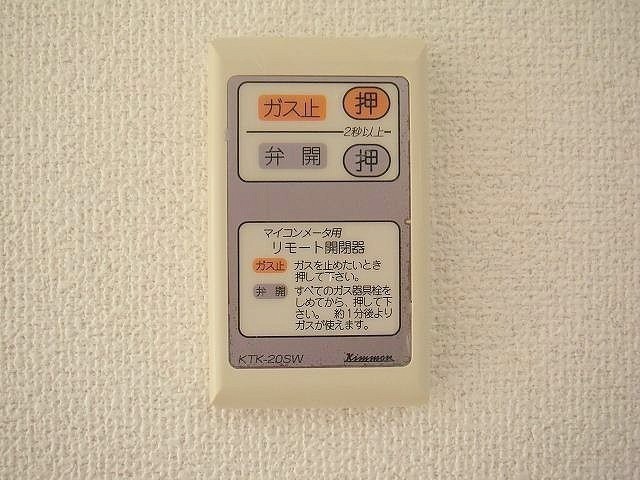 ガス止 押
2秒以上
弁 開 押
マイコンメータ用
リモート開閉器
ガス止 ガスを止めたいとき
押して下さい。
弁 開 すべてのガス器具栓を
しめてから、押して下
さい。 約1分後より
ガスが使えます。
KTK-20SW Kimmon